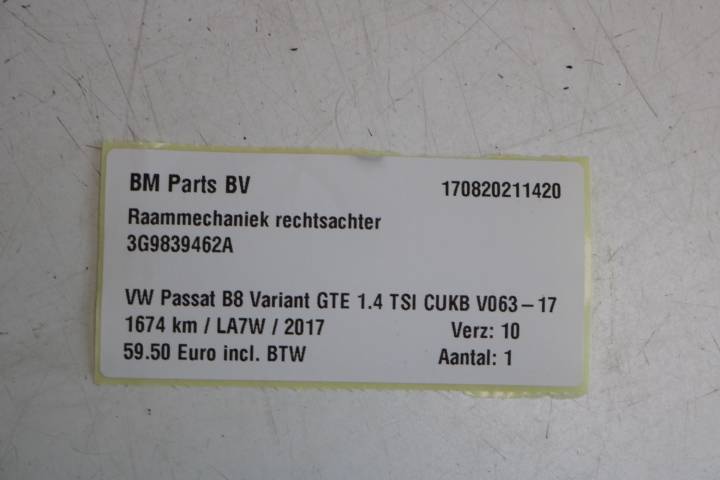 BM Parts BV 170820211420
Raammechaniek rechtsachter
3G9839462A
VW Passat B8 Variant GTE 1.4 TSI CUKB V063-17
1674 km / LA7W / 2017 Verz: 10
59.50 Euro incl. BTW Aantal: 1